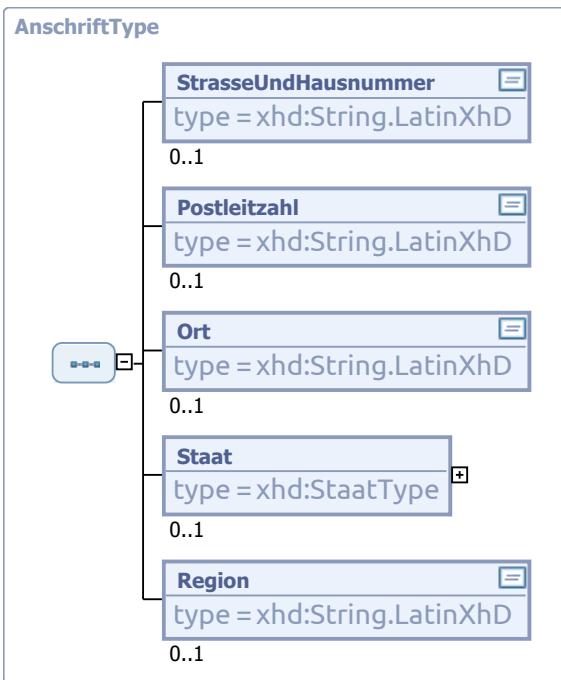 AnschriftType
StrasseUndHausnummer
type = xhd:String.LatinXhD
0..1
Postleitzahl
type = xhd:String.LatinXhD
0..1
Ort
type = xhd:String.LatinXhD
0..1
Staat
type = xhd:StaatType
0..1
Region
type = xhd:String.LatinXhD
0..1